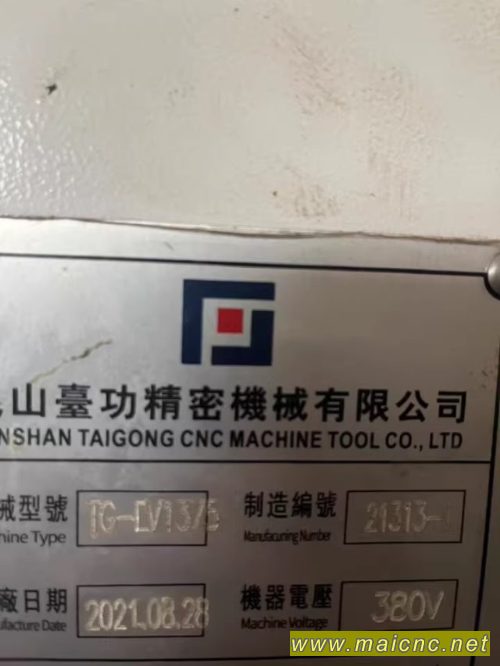 山臺功精密機械有限公司
NSHAN TAIGONG CNC MACHINE TOOL CO., LTD
械型號 制造編號 21313-
hine Type Manufacuring Number
廠日期 2021.08.28 機器電壓 380V
ufacture Date Machine Voltage
www.maicnc.net